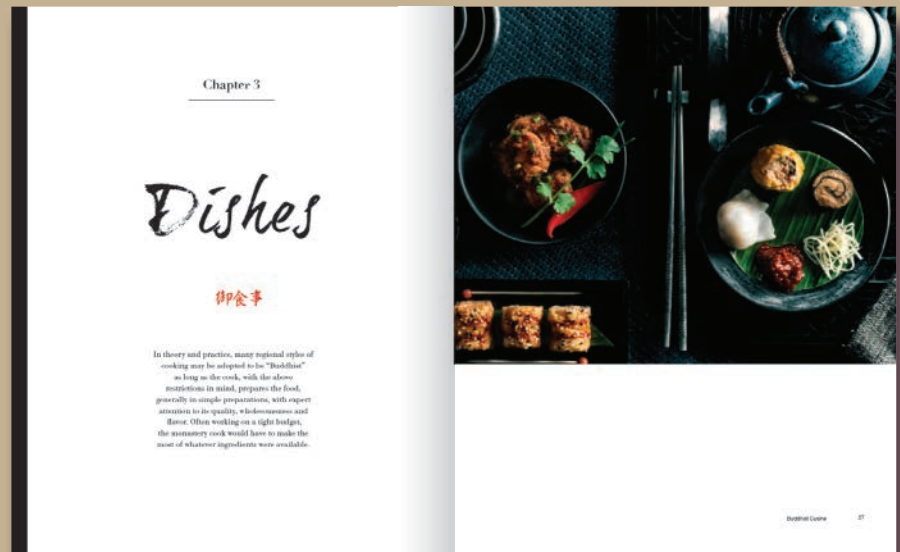 Chapter 3
Dishes
御食事
In theory and practice, many regional styles of
cooking may be adopted to be "Buddhist"
as long as the cook, with the above
restrictions in mind, prepares the food,
generally in simple preparations, with expert
attention to its quality, wholesomeness and
flavor. Often working on a tight budget,
the monastery cook would have to make the
most of whatever ingredients were available.
Buddhist Cuisine
27